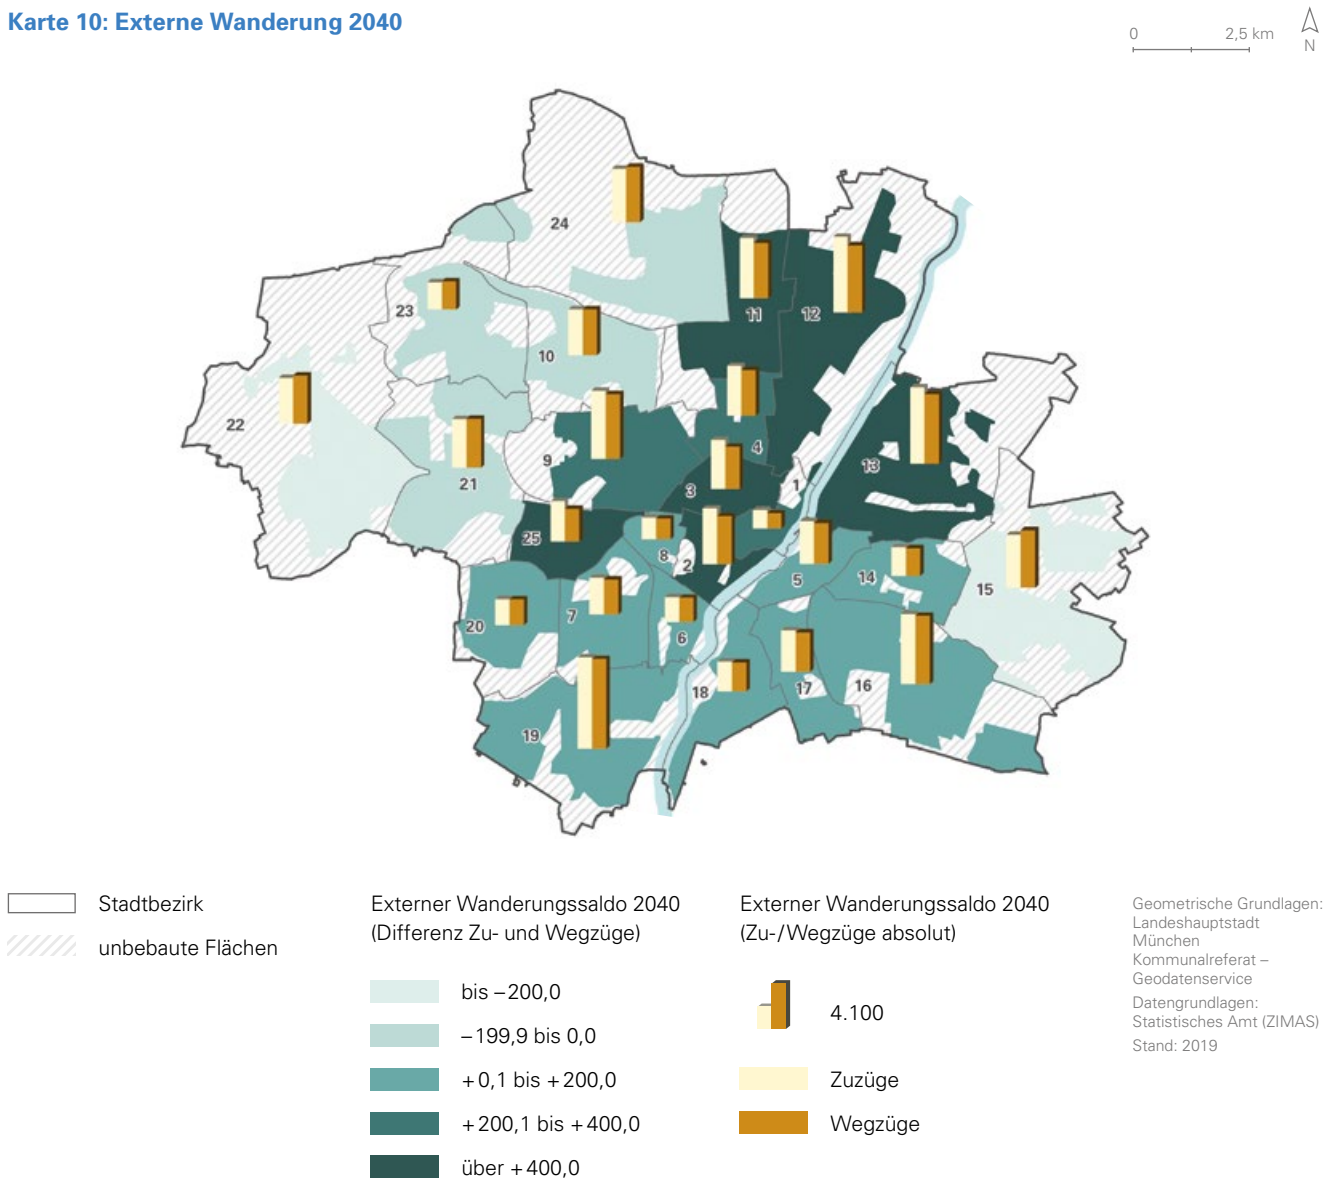 Karte 10: Externe Wanderung 2040
0 2,5 km
N
24
23
11
12
10
22
4
9
13
21
3
1
25
8
2
5
14
15
7
20
6
18
17
16
19
Stadtbezirk
unbebaute Flächen
Externer Wanderungssaldo 2040
(Differenz Zu- und Wegzüge)
bis –200,0
–199,9 bis 0,0
+0,1 bis +200,0
+200,1 bis +400,0
über +400,0
Externer Wanderungssaldo 2040
(Zu-/Wegzüge absolut)
4.100
Zuzüge
Wegzüge
Geometrische Grundlagen:
Landeshauptstadt
München
Kommunalreferat –
Geodatenservice
Datengrundlagen:
Statistisches Amt (ZIMAS)
Stand: 2019